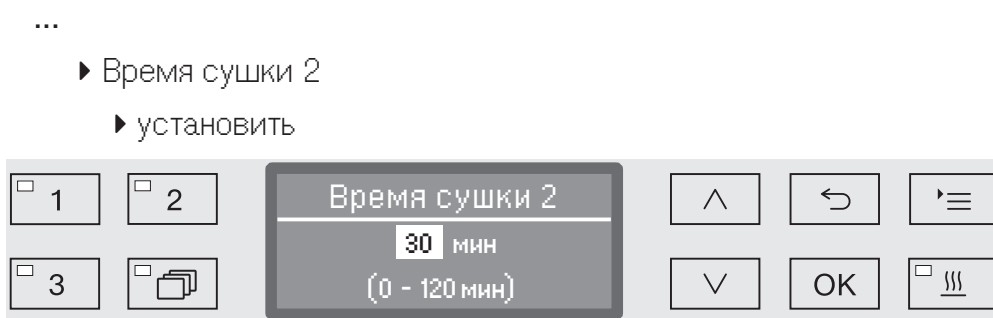 ...
▶ Время сушки 2
▶ установить
1 2 Время сушки 2
30 мин
3 (0 - 120 мин) OK